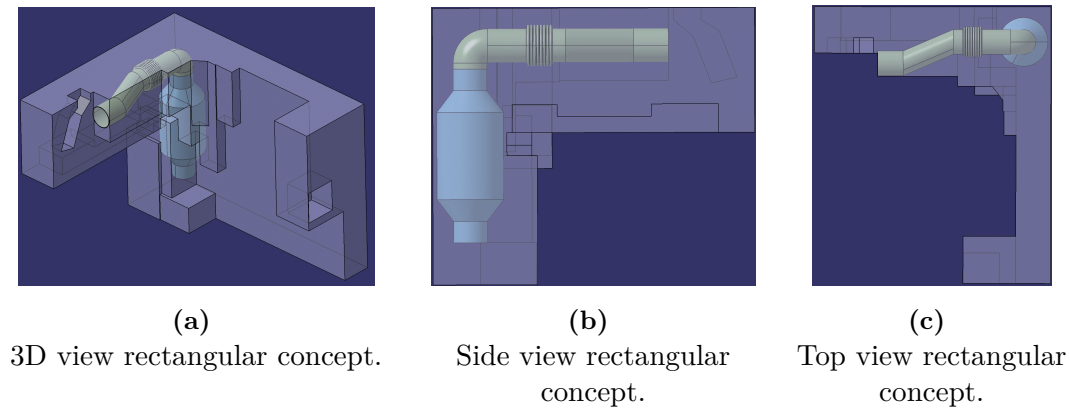 (a)
3D view rectangular concept.
(b)
Side view rectangular
concept.
(c)
Top view rectangular
concept.